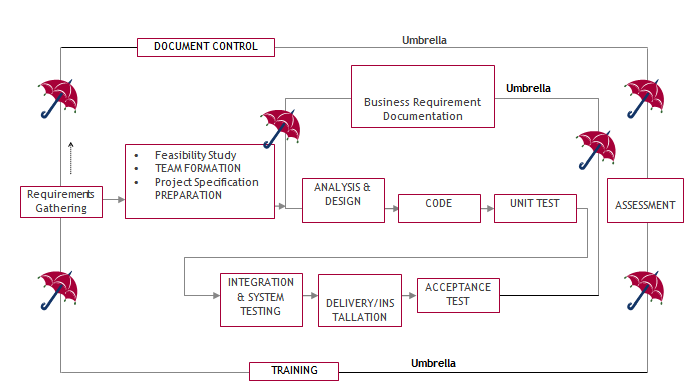 DOCUMENT CONTROL
Umbrella
Business Requirement
Documentation
Umbrella
• Feasibility Study
• TEAM FORMATION
• Project Specification
PREPARATION
Requirements
Gathering
ANALYSIS &
DESIGN
CODE
UNIT TEST
ASSESSMENT
INTEGRATION
& SYSTEM
TESTING
DELIVERY/INS
TALLATION
ACCEPTANCE
TEST
TRAINING
Umbrella